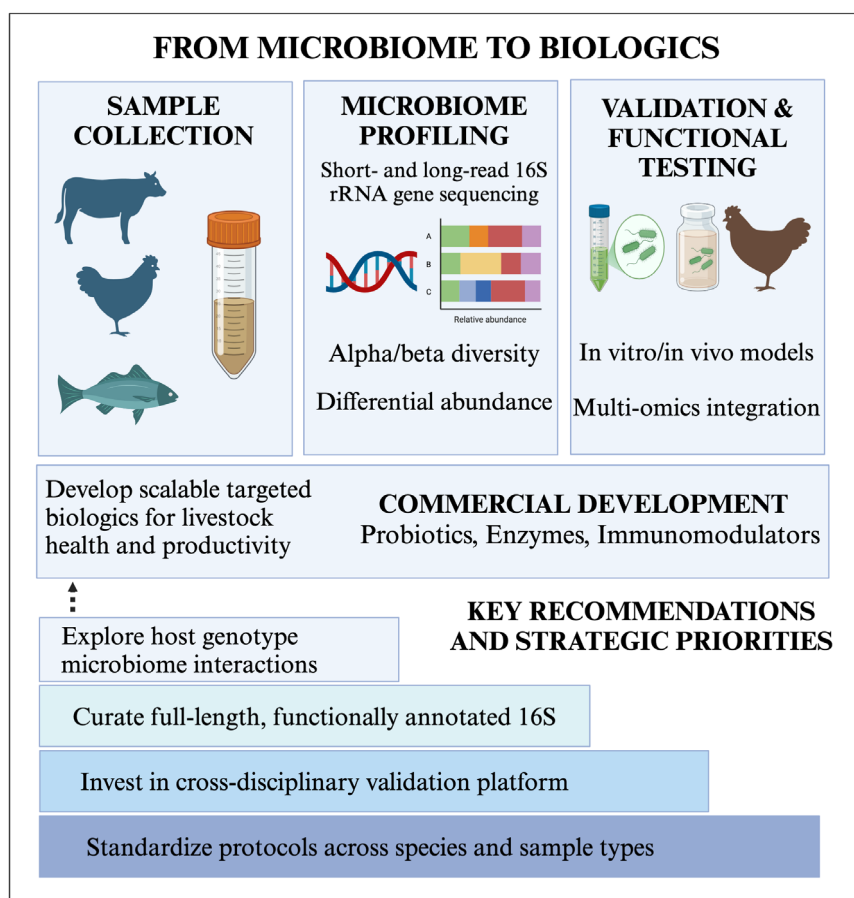 FROM MICROBIOME TO BIOLOGICS
SAMPLE
COLLECTION
MICROBIOME
PROFILING
Short- and long-read 16S
rRNA gene sequencing
A
B
C
Relative abundance
Alpha/beta diversity
Differential abundance
VALIDATION &
FUNCTIONAL
TESTING
In vitro/in vivo models
Multi-omics integration
Develop scalable targeted
biologics for livestock
health and productivity
COMMERCIAL DEVELOPMENT
Probiotics, Enzymes, Immunomodulators
KEY RECOMMENDATIONS
AND STRATEGIC PRIORITIES
Explore host genotype
microbiome interactions
Curate full-length, functionally annotated 16S
Invest in cross-disciplinary validation platform
Standardize protocols across species and sample types